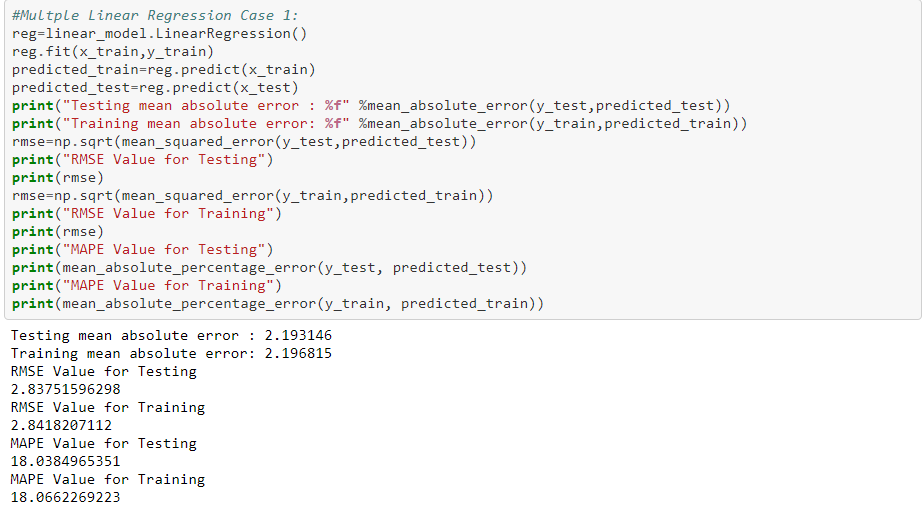 #Multple Linear Regression Case 1:
reg=linear_model.LinearRegression()
reg.fit(x_train,y_train)
predicted_train=reg.predict(x_train)
predicted_test=reg.predict(x_test)
print("Testing mean absolute error : %f" %mean_absolute_error(y_test,predicted_test))
print("Training mean absolute error: %f" %mean_absolute_error(y_train,predicted_train))
rmse=np.sqrt(mean_squared_error(y_test,predicted_test))
print("RMSE Value for Testing")
print(rmse)
rmse=np.sqrt(mean_squared_error(y_train,predicted_train))
print("RMSE Value for Training")
print(rmse)
print("MAPE Value for Testing")
print(mean_absolute_percentage_error(y_test, predicted_test))
print("MAPE Value for Training")
print(mean_absolute_percentage_error(y_train, predicted_train))
Testing mean absolute error : 2.193146
Training mean absolute error: 2.196815
RMSE Value for Testing
2.83751596298
RMSE Value for Training
2.8418207112
MAPE Value for Testing
18.0384965351
MAPE Value for Training
18.0662269223